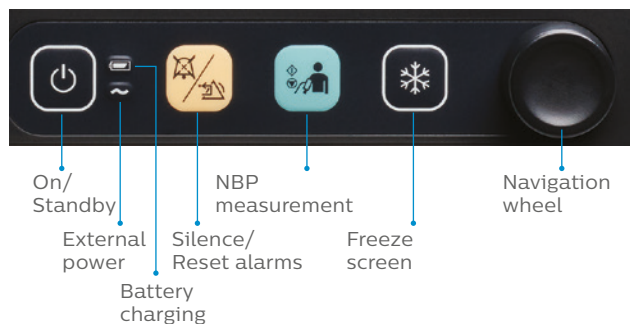 On/
Standby
NBP
measurement
Navigation
wheel
External
power
Silence/
Reset alarms
Freeze
screen
Battery
charging